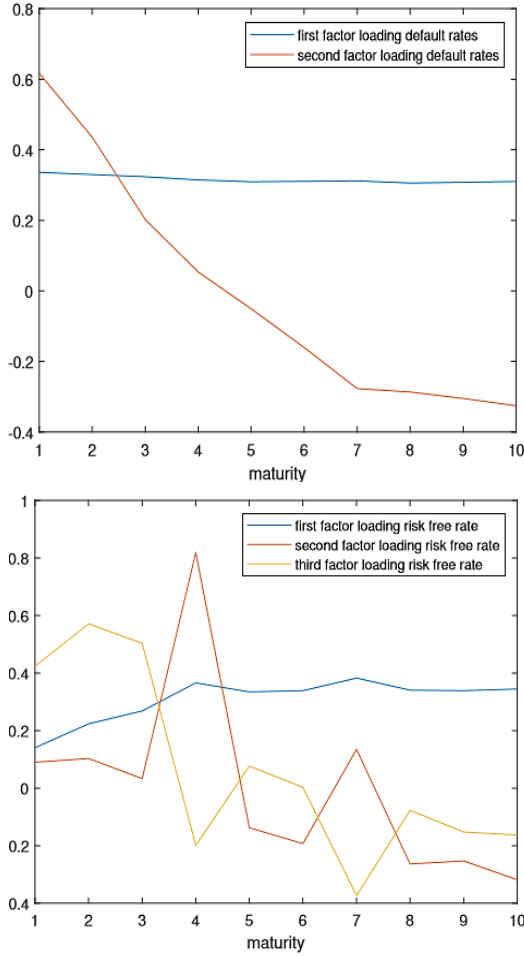 0.8
first factor loading default rates
second factor loading default rates
0.6
0.4
0.2
0
-0.2
-0.4
1 2 3 4 5 6 7 8 9 10
maturity
1
first factor loading risk free rate
second factor loading risk free rate
third factor loading risk free rate
0.8
0.6
0.4
0.2
0
0.2
0.4
1 2 3 4 5 6 7 8 9 10
maturity